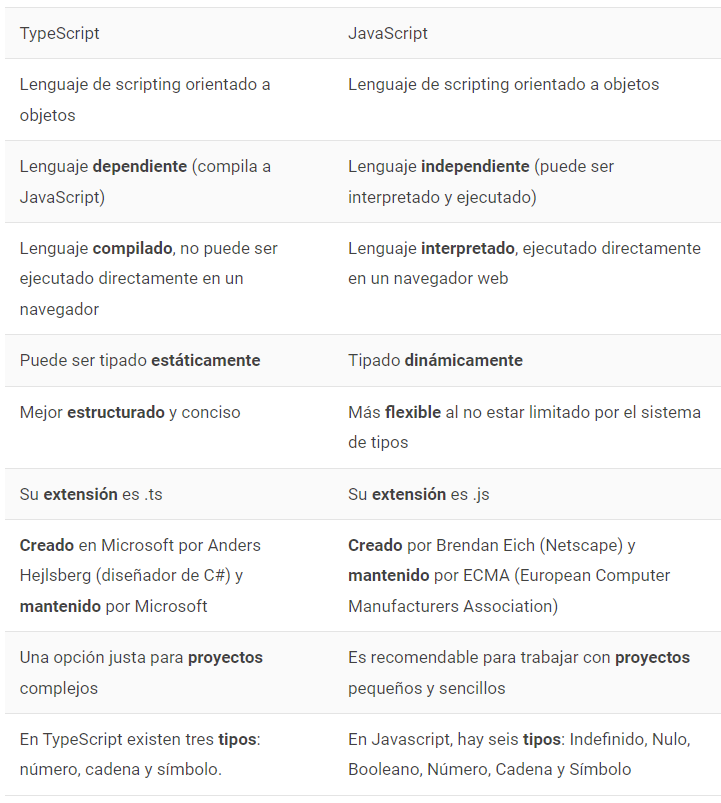 TypeScript
JavaScript
Lenguaje de scripting orientado a
objetos
Lenguaje de scripting orientado a objetos
Lenguaje dependiente (compila a
JavaScript)
Lenguaje independiente (puede ser
interpretado y ejecutado)
Lenguaje compilado, no puede ser
ejecutado directamente en un
navegador
Lenguaje interpretado, ejecutado directamente
en un navegador web
Puede ser tipado estáticamente
Tipado dinámicamente
Mejor estructurado y conciso
Más flexible al no estar limitado por el sistema
de tipos
Su extensión es .ts
Su extensión es .js
Creado en Microsoft por Anders
Hejlsberg (diseñador de C#) y
mantenido por Microsoft
Creado por Brendan Eich (Netscape) y
mantenido por ECMA (European Computer
Manufacturers Association)
Una opción justa para proyectos
complejos
Es recomendable para trabajar con proyectos
pequeños y sencillos
En TypeScript existen tres tipos:
número, cadena y símbolo.
En Javascript, hay seis tipos: Indefinido, Nulo,
Booleano, Número, Cadena y Símbolo